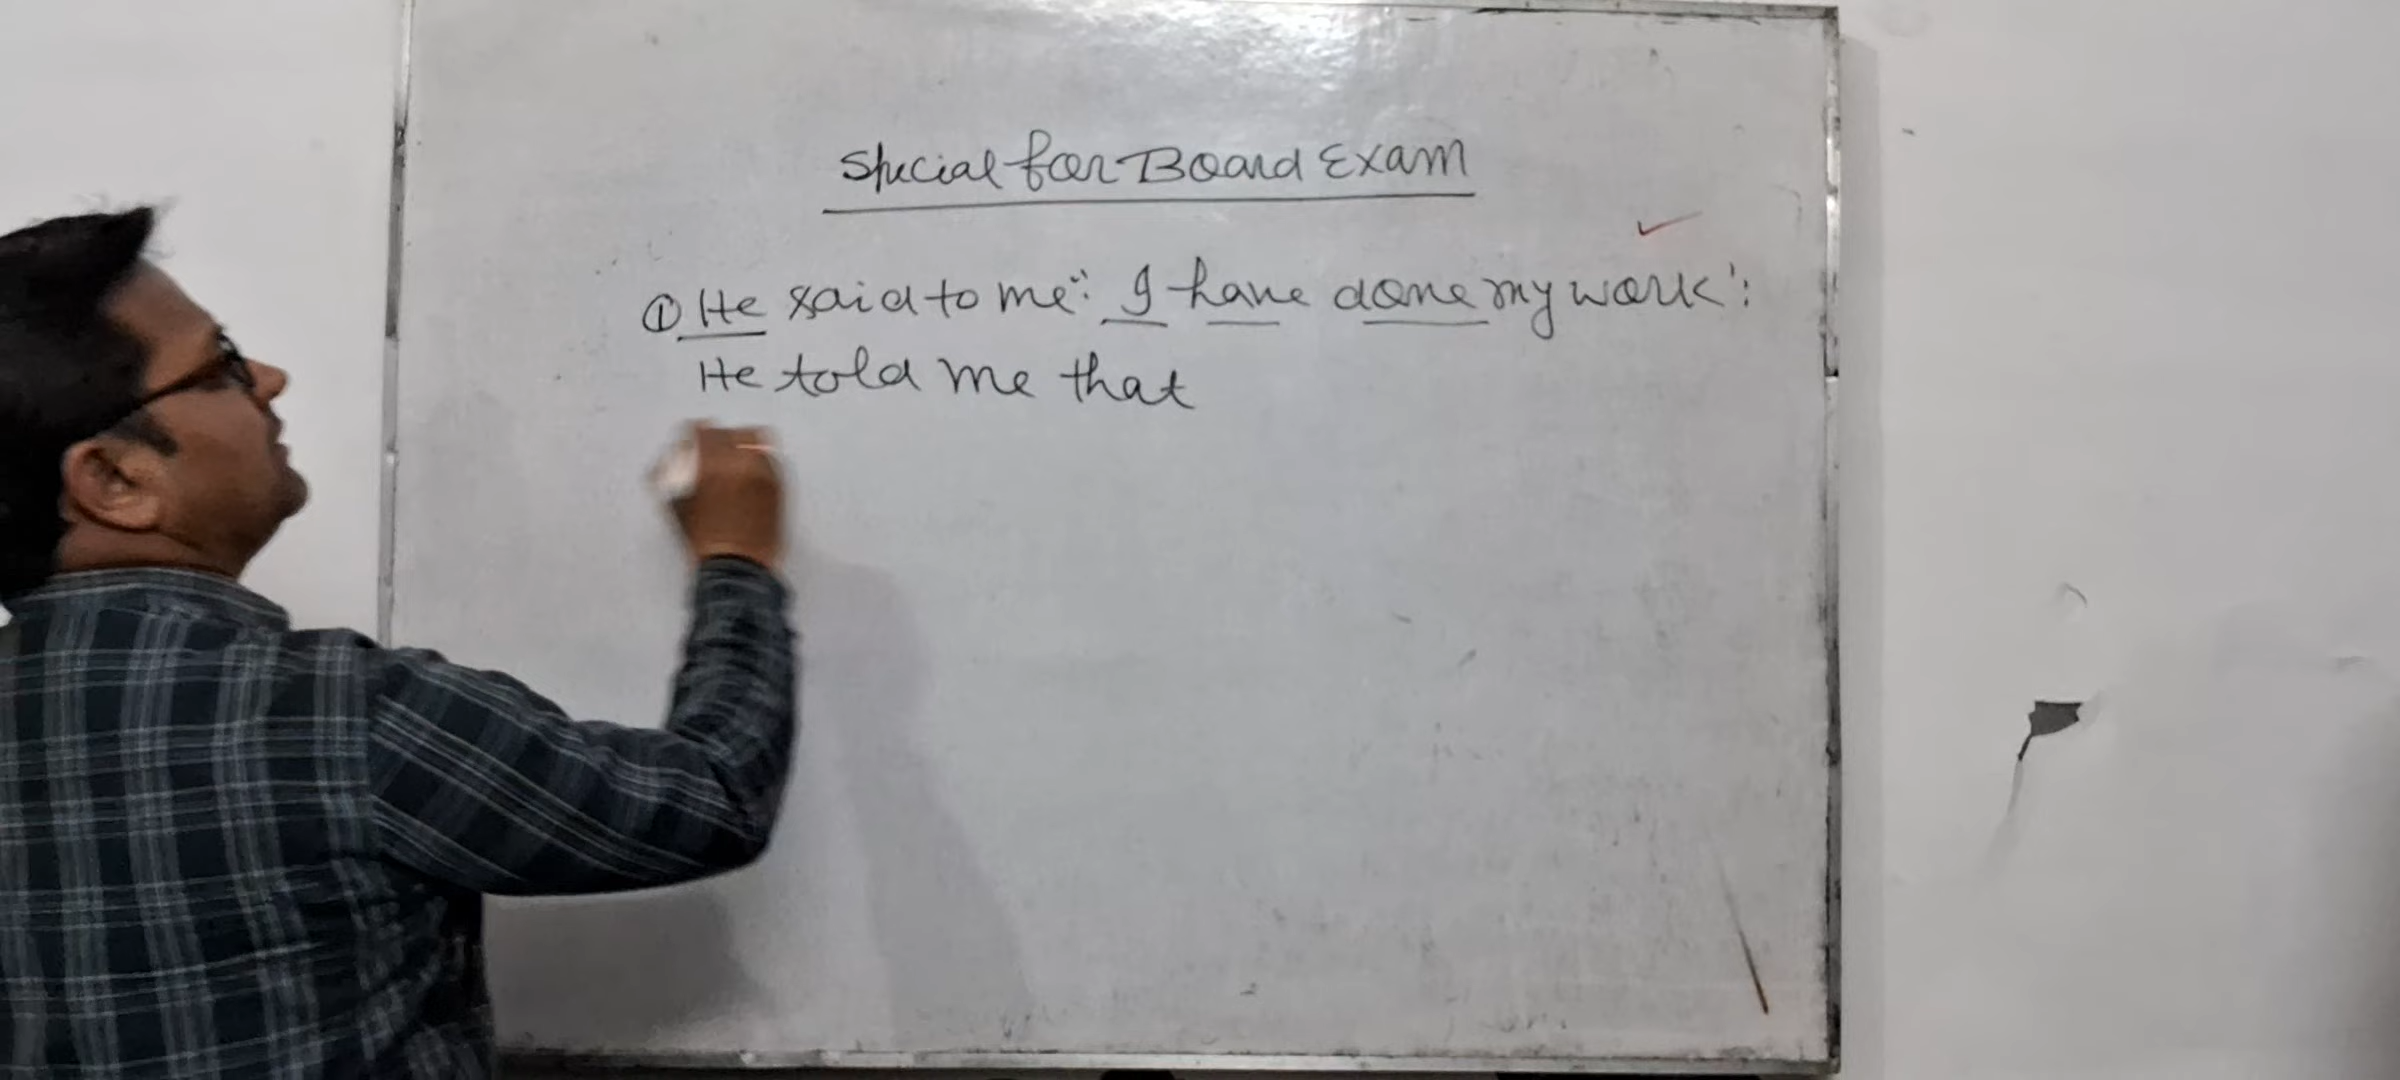 Special for Board Exam
① He said to me": I have done my work':
He told me that